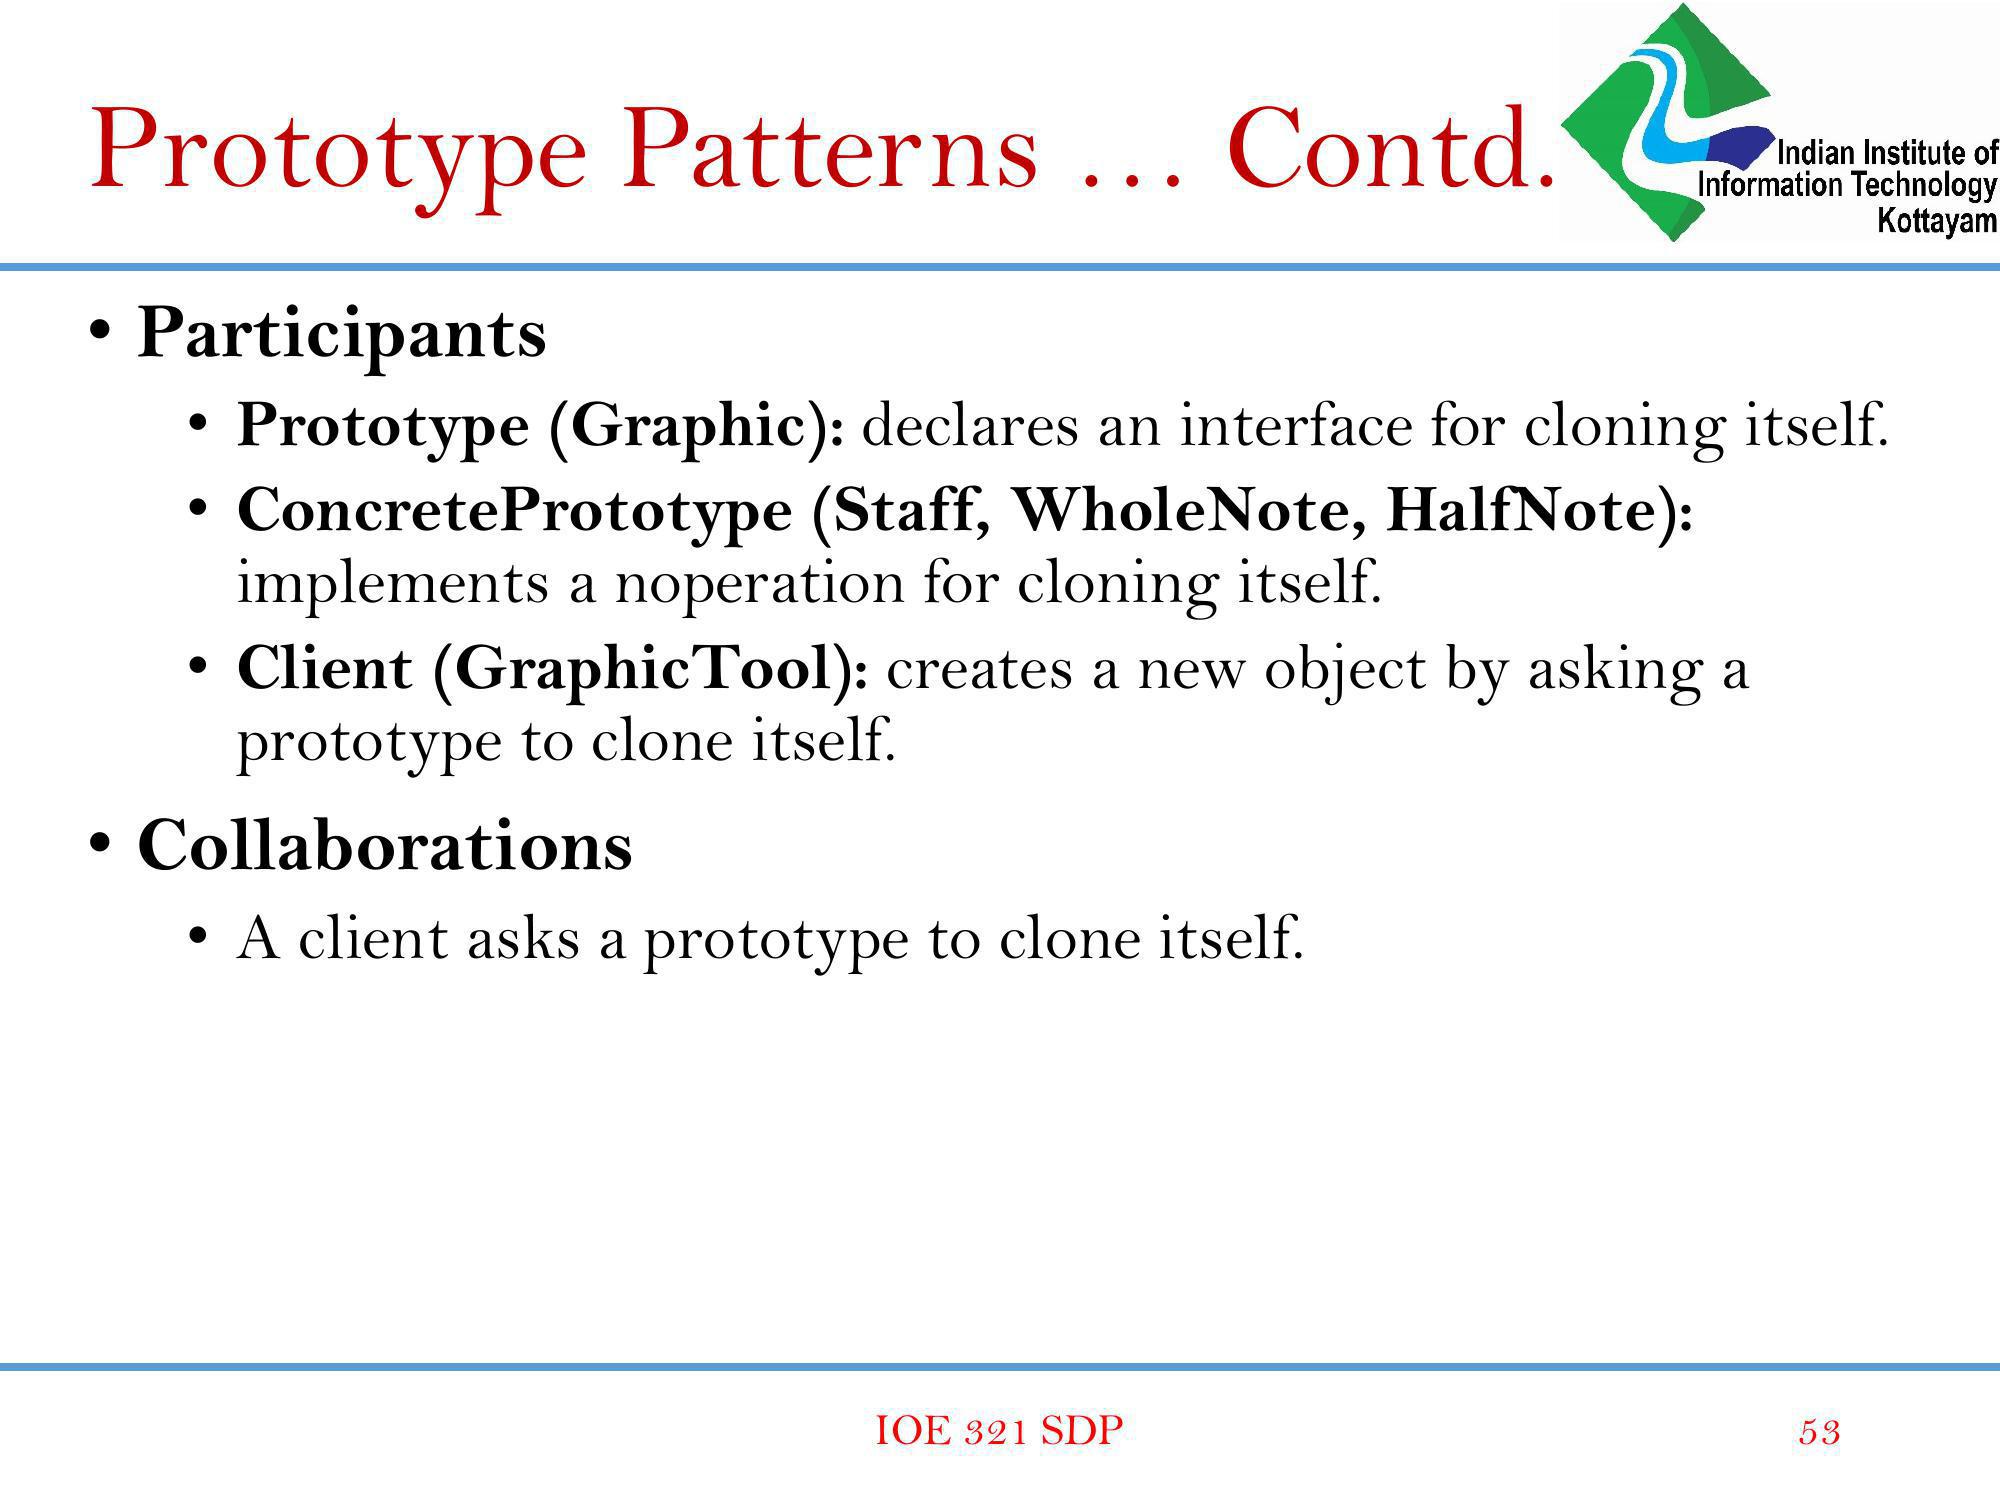 Prototype Patterns … Contd.
Indian Institute of
Information Technology
Kottayam
• Participants
• Prototype (Graphic): declares an interface for cloning itself.
• ConcretePrototype (Staff, WholeNote, HalfNote):
implements a noperation for cloning itself.
• Client (GraphicTool): creates a new object by asking a
prototype to clone itself.
• Collaborations
• A client asks a prototype to clone itself.
IOE 321 SDP
53